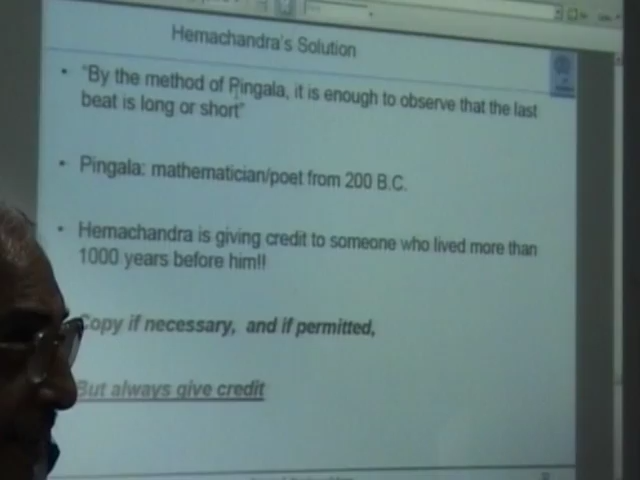 Hemachandra's Solution
• "By the method of Pingala, it is enough to observe that the last
beat is long or short"
• Pingala: mathematician/poet from 200 B.C.
• Hemachandra is giving credit to someone who lived more than
1000 years before him!!
Copy if necessary, and if permitted,
But always give credit